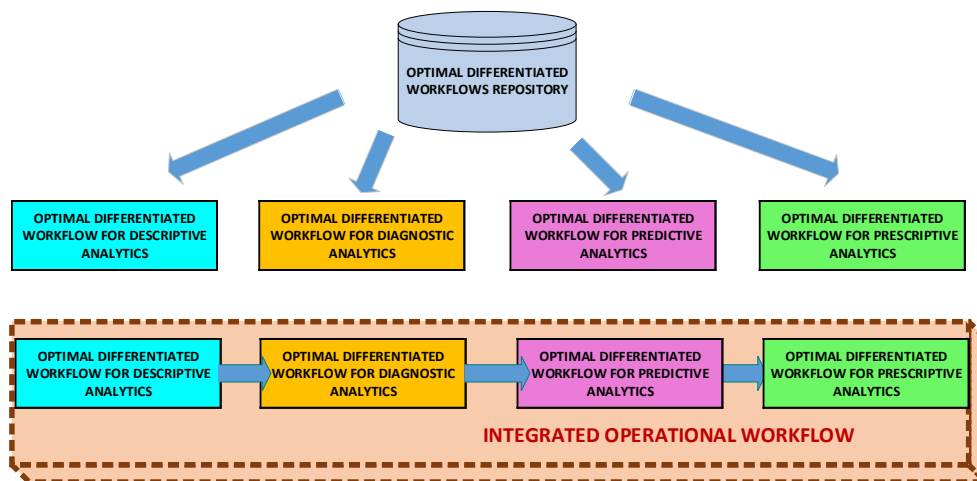 OPTIMAL DIFFERENTIATED
WORKFLOWS REPOSITORY
OPTIMAL DIFFERENTIATED
WORKFLOW FOR DESCRIPTIVE
ANALYTICS
OPTIMAL DIFFERENTIATED
WORKFLOW FOR DIAGNOSTIC
ANALYTICS
OPTIMAL DIFFERENTIATED
WORKFLOW FOR PREDICTIVE
ANALYTICS
OPTIMAL DIFFERENTIATED
WORKFLOW FOR PRESCRIPTIVE
ANALYTICS
OPTIMAL DIFFERENTIATED
WORKFLOW FOR DESCRIPTIVE
ANALYTICS
OPTIMAL DIFFERENTIATED
WORKFLOW FOR DIAGNOSTIC
ANALYTICS
OPTIMAL DIFFERENTIATED
WORKFLOW FOR PREDICTIVE
ANALYTICS
OPTIMAL DIFFERENTIATED
WORKFLOW FOR PRESCRIPTIVE
ANALYTICS
INTEGRATED OPERATIONAL WORKFLOW